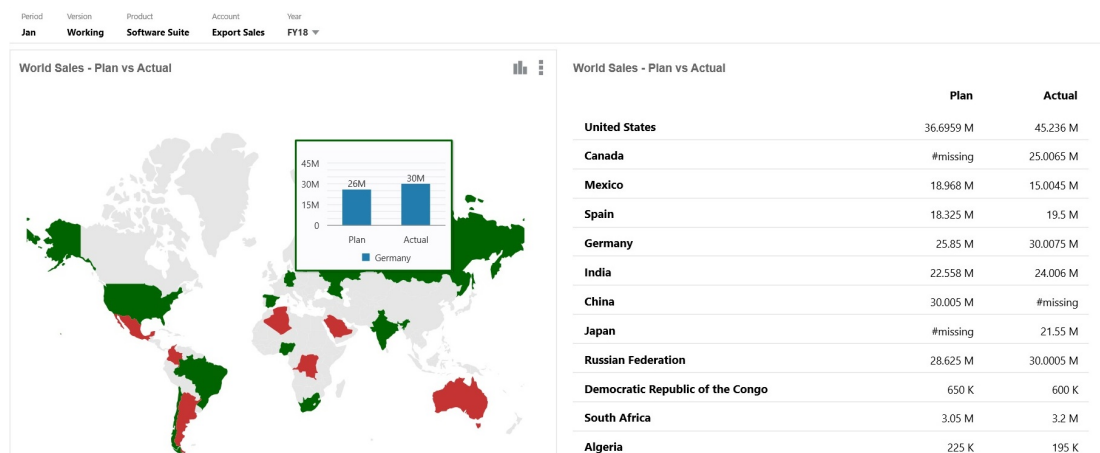 Period Version Product Account Year
Jan Working Software Suite Export Sales FY18
World Sales - Plan vs Actual
45M
30M
15M
0
26M
30M
Plan Actual
Germany
World Sales - Plan vs Actual
Plan Actual
United States 36.6959 M 45.236 M
Canada #missing 25.0065 M
Mexico 18.968 M 15.0045 M
Spain 18.325 M 19.5 M
Germany 25.85 M 30.0075 M
India 22.558 M 24.006 M
China 30.005 M #missing
Japan #missing 21.55 M
Russian Federation 28.625 M 30.0005 M
Democratic Republic of the Congo 650 K 600 K
South Africa 3.05 M 3.2 M
Algeria 225 K 195 K